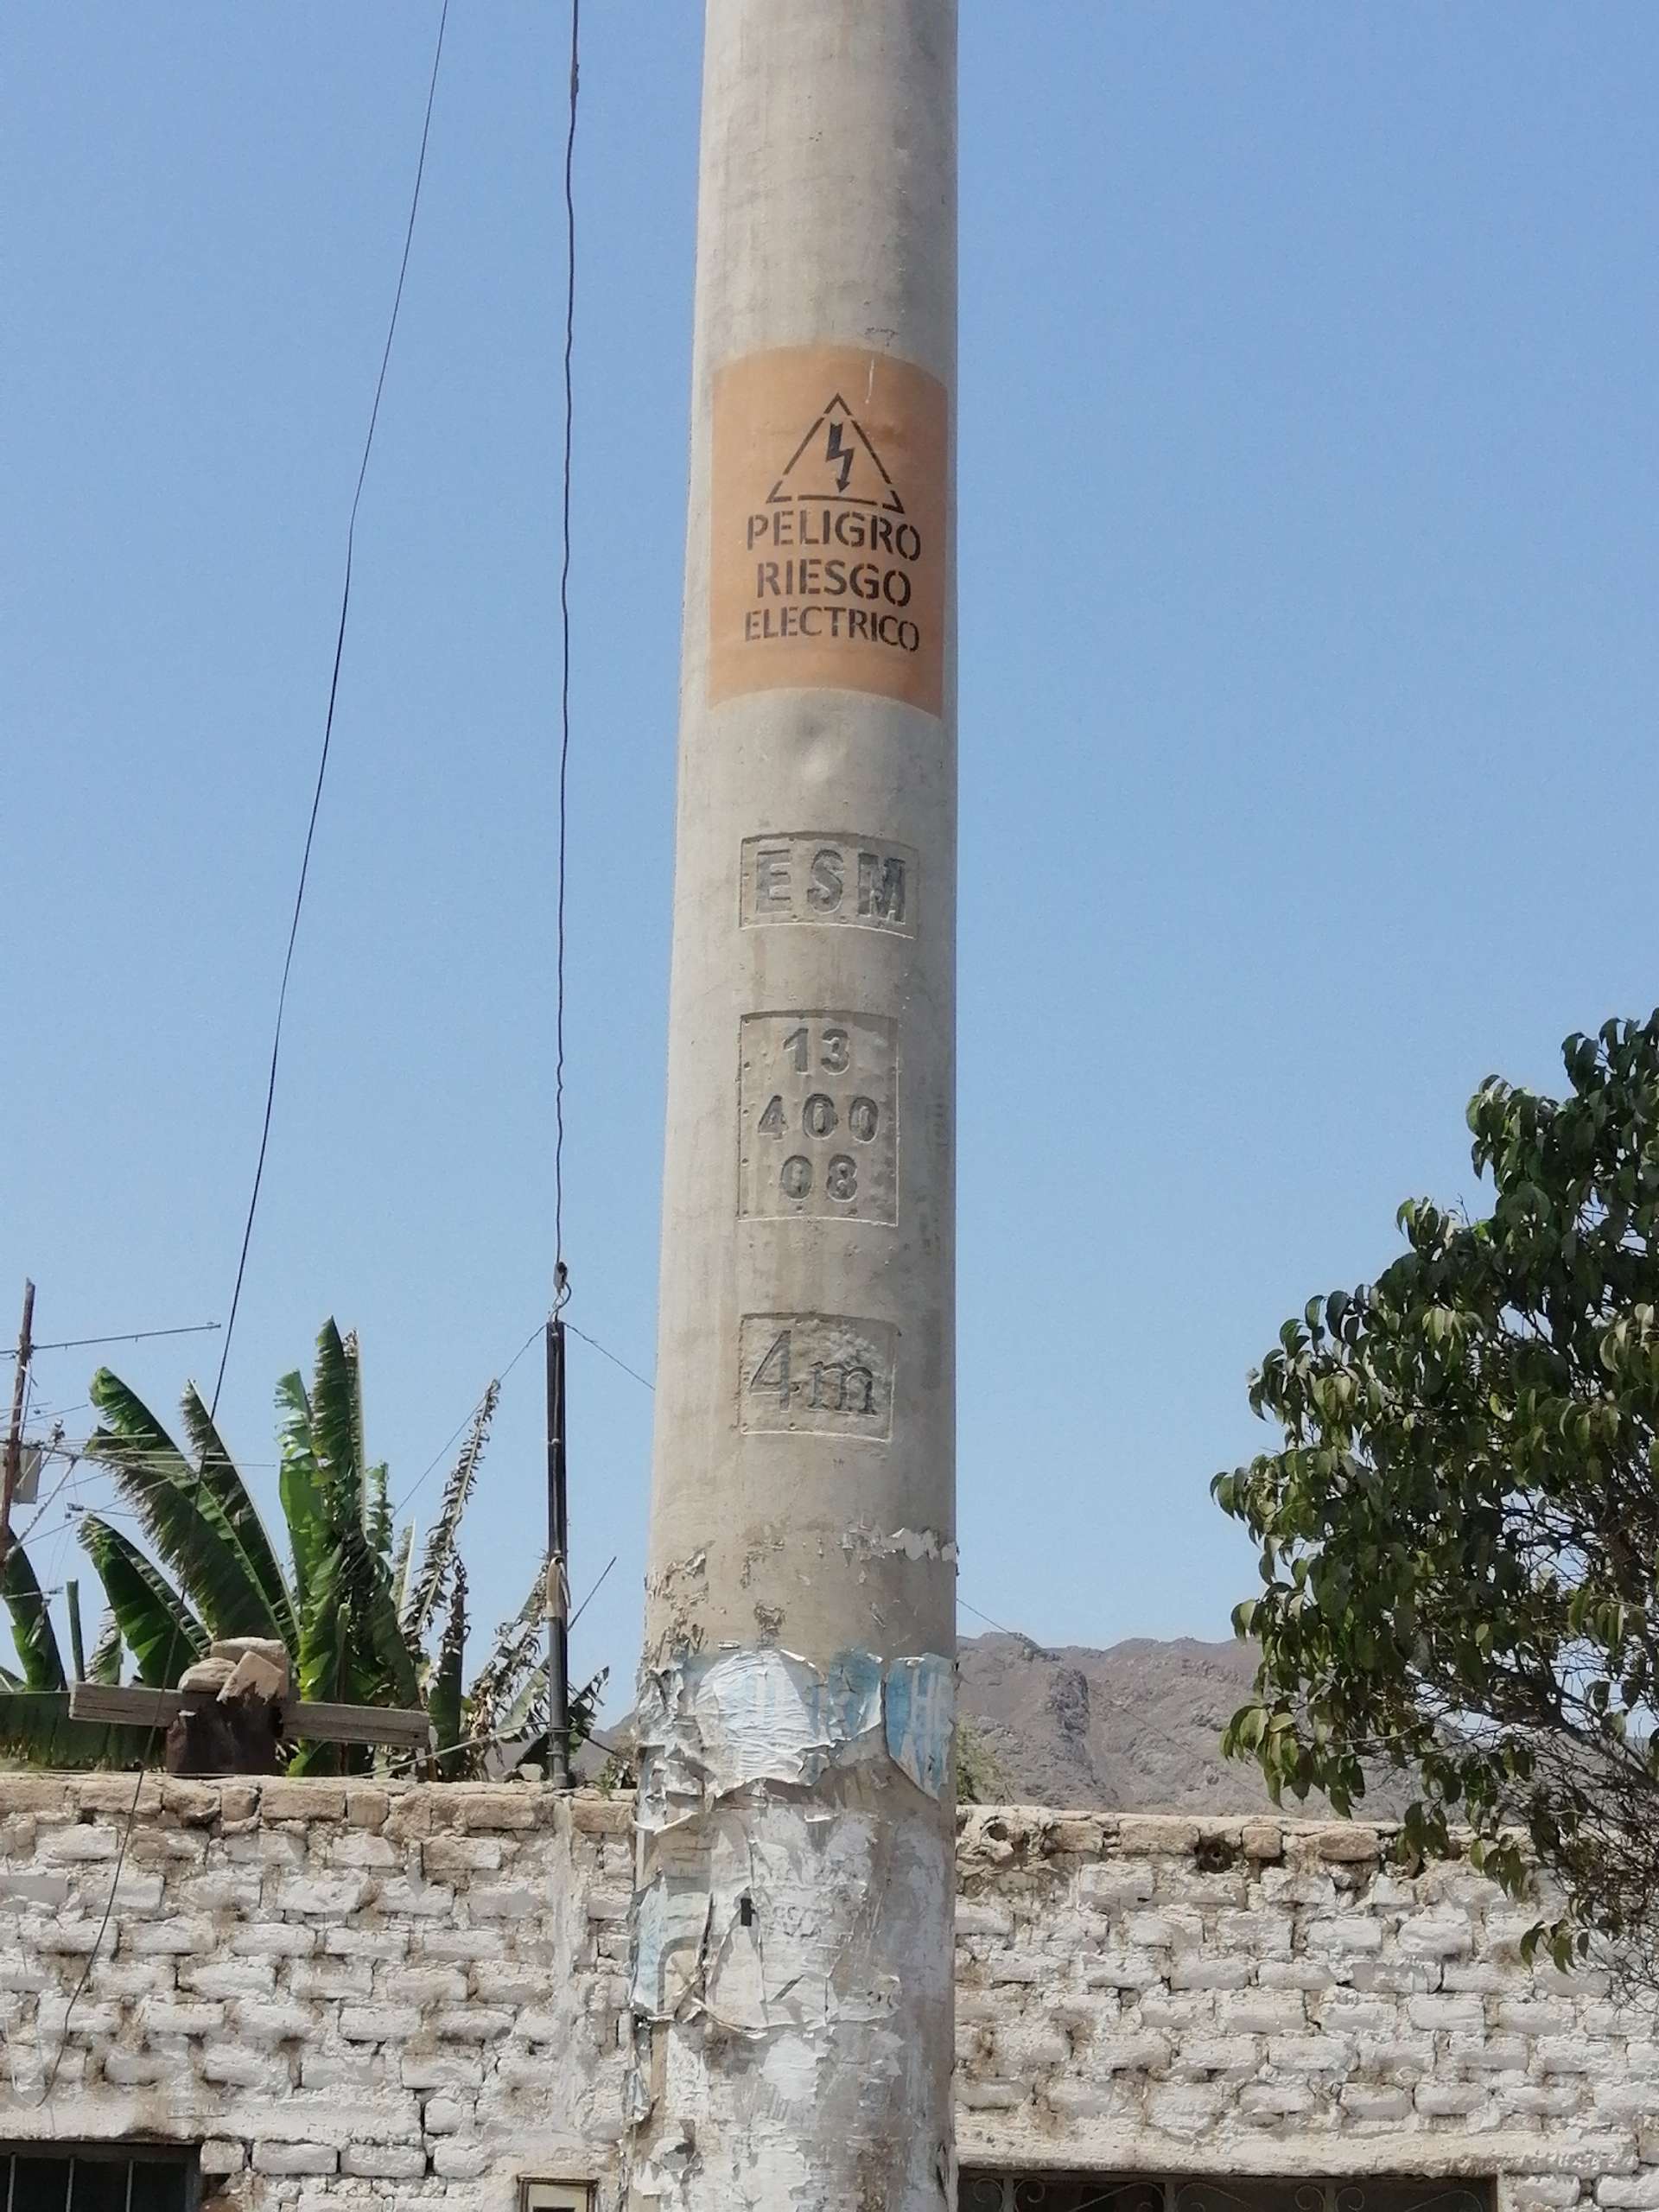 PELIGRO
RIESGO
ELECTRICO
ESM
13
400
08
4m